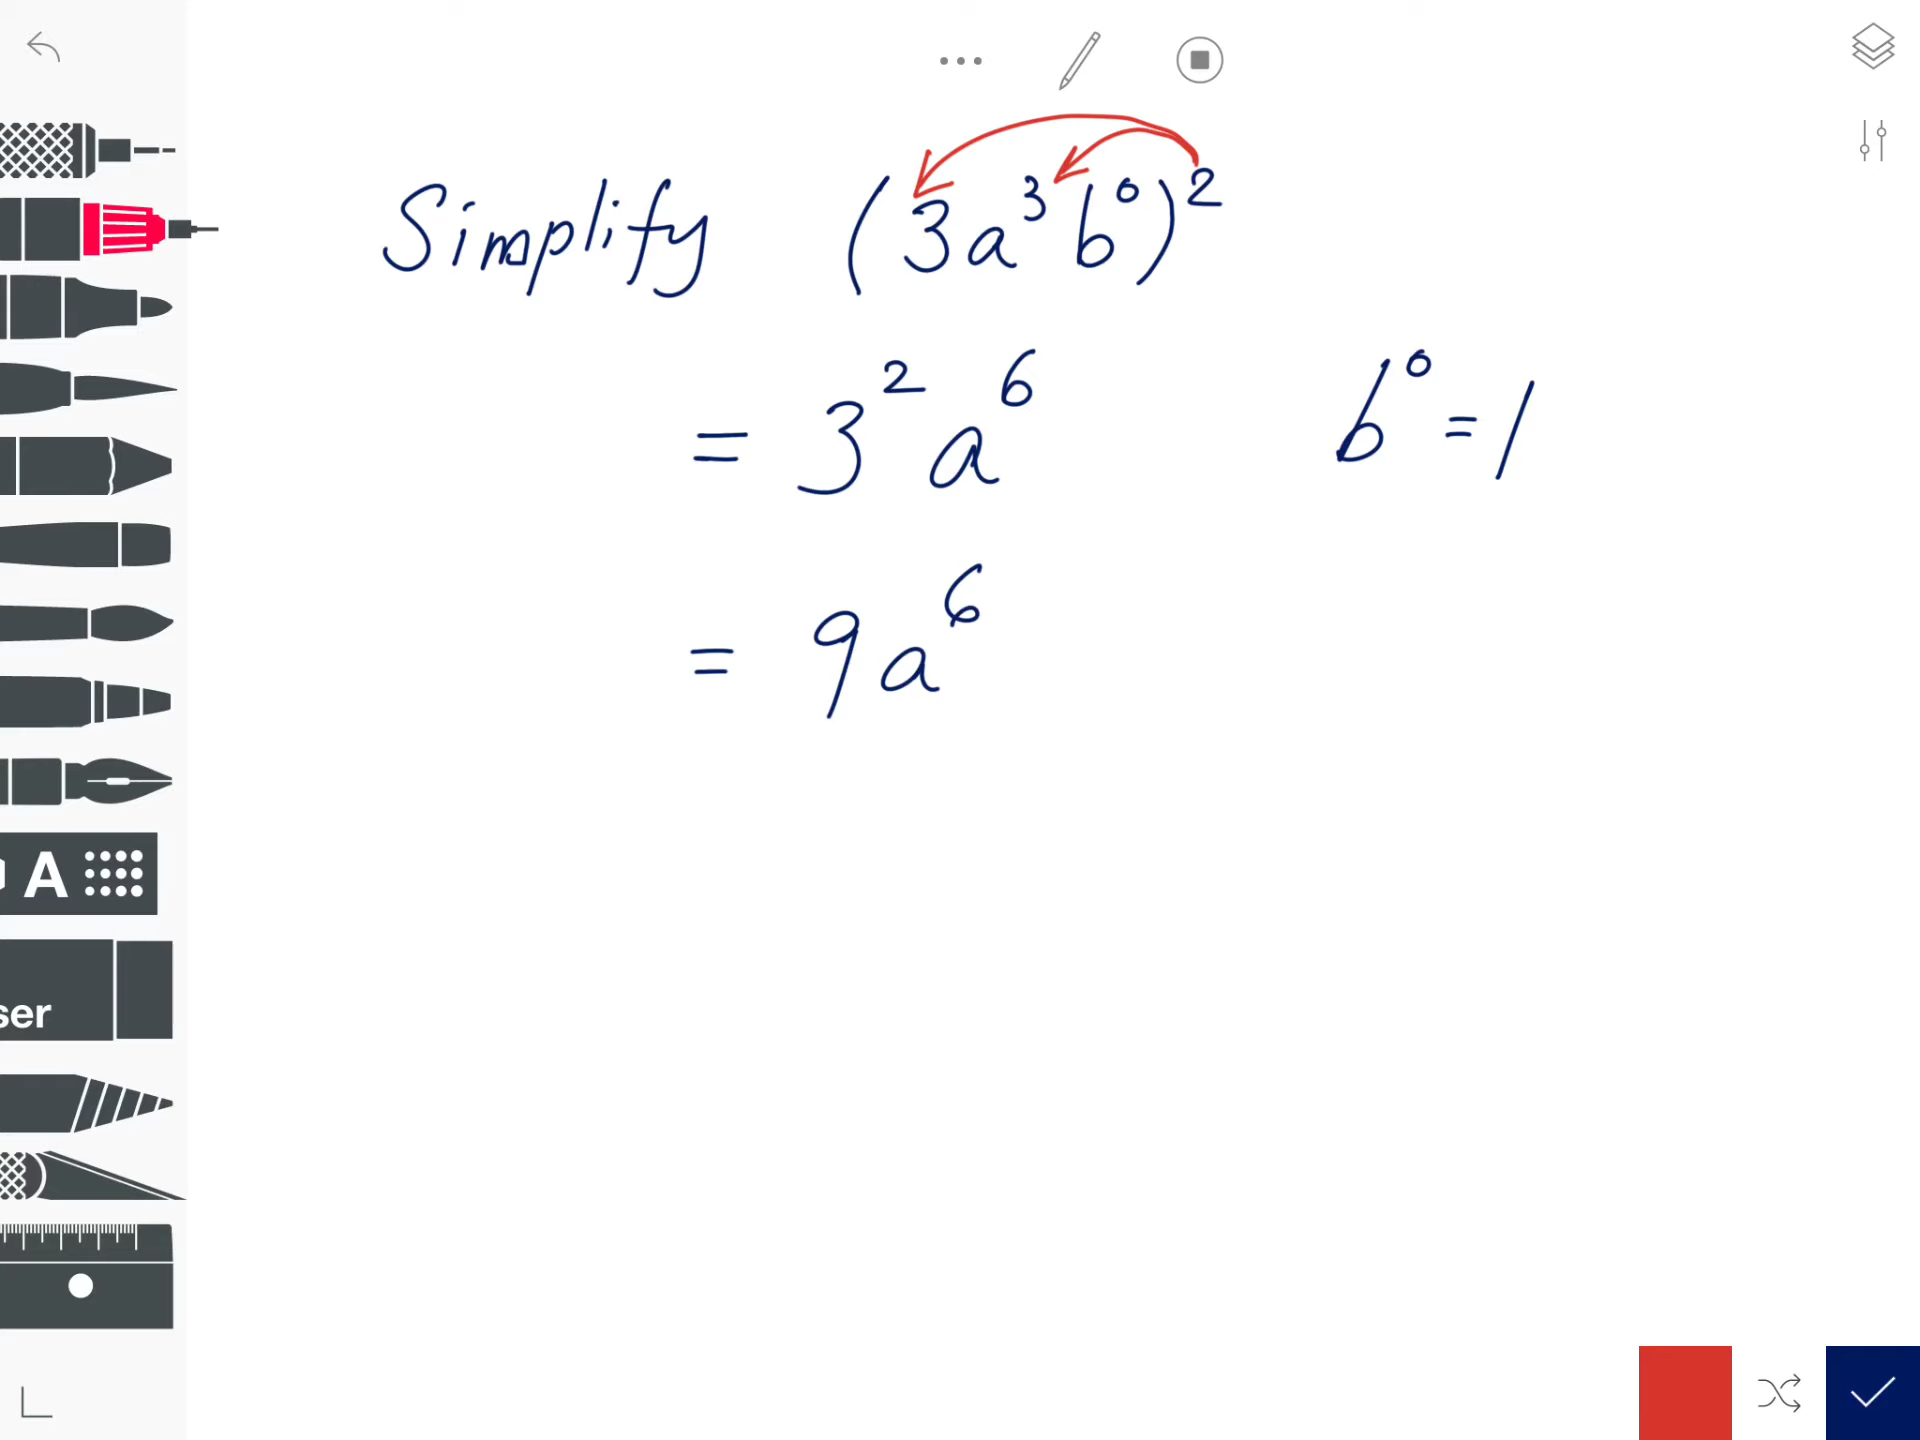 Simplify (3a³b⁰)²
= 3²a⁶
b⁰ = 1
= 9a⁶
A
ser